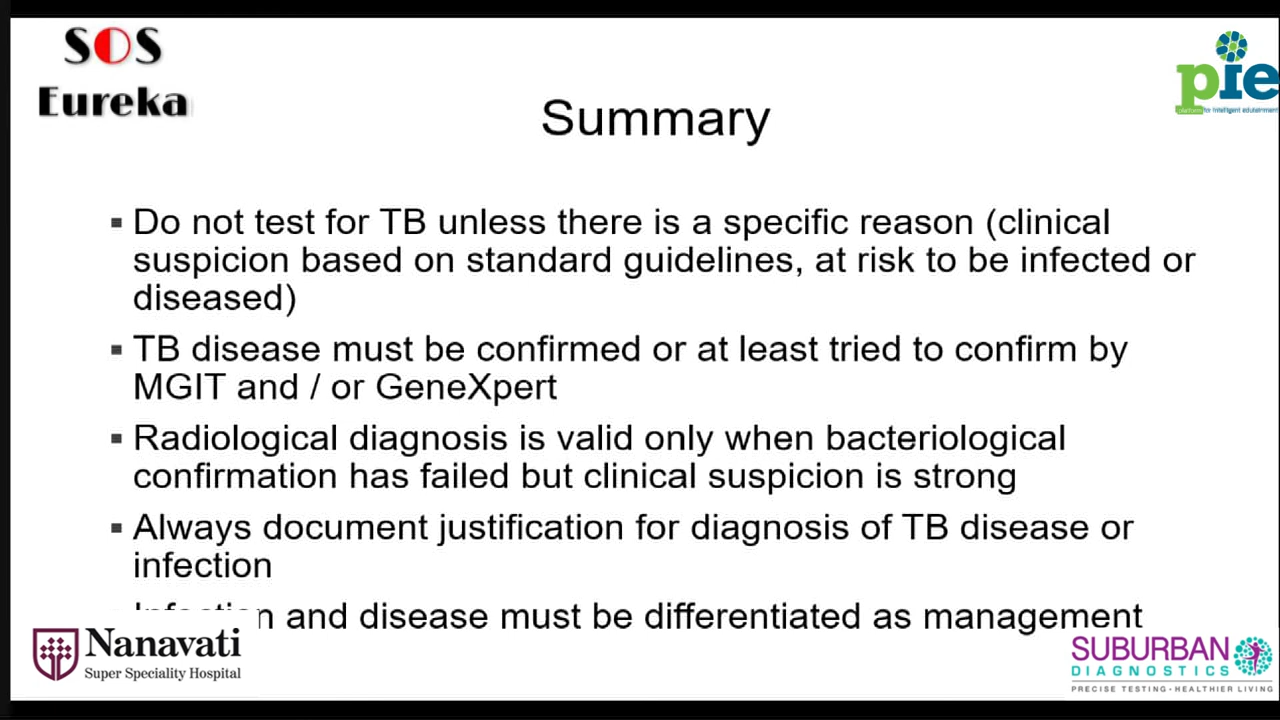 SOS
Eureka
pie
platform for intelligent edutainment
Summary
▪ Do not test for TB unless there is a specific reason (clinical
suspicion based on standard guidelines, at risk to be infected or
diseased)
▪ TB disease must be confirmed or at least tried to confirm by
MGIT and / or GeneXpert
▪ Radiological diagnosis is valid only when bacteriological
confirmation has failed but clinical suspicion is strong
▪ Always document justification for diagnosis of TB disease or
infection
Infection and disease must be differentiated as management
Nanavati
Super Speciality Hospital
SUBURBAN
DIAGNOSTICS
PRECISE TESTING • HEALTHIER LIVING